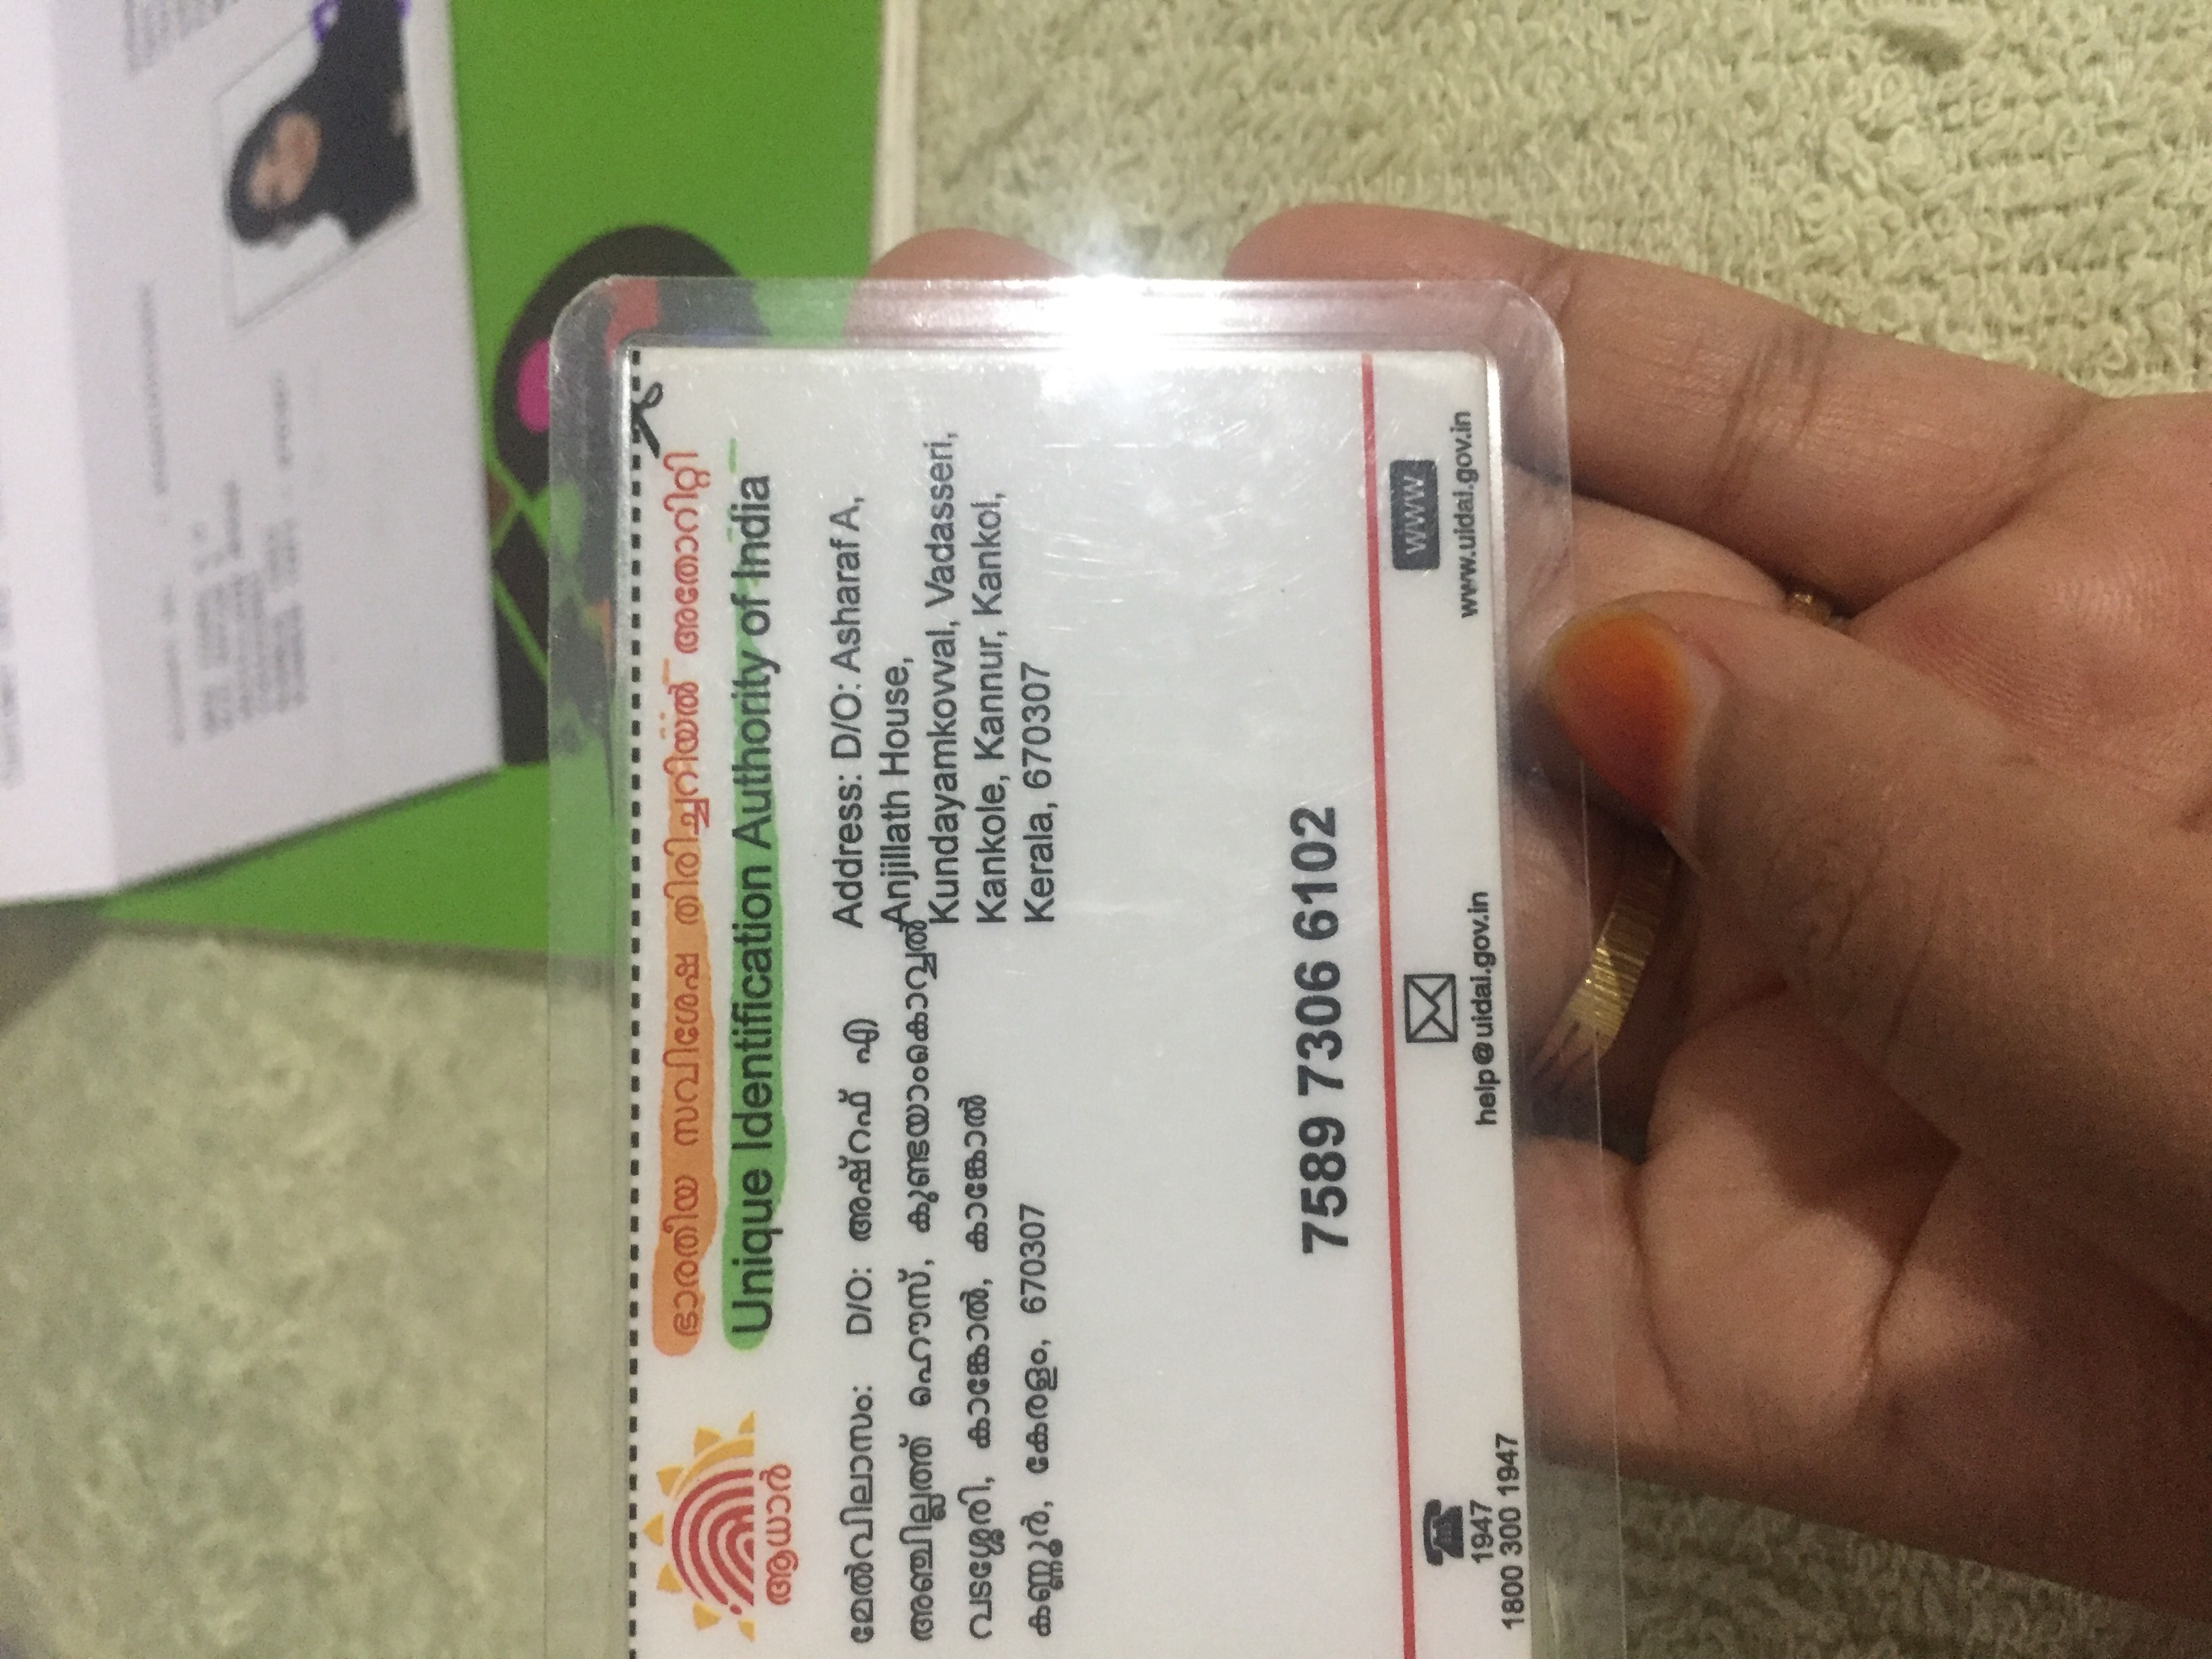 ഭാരതീയ സവിശേഷ തിരിച്ചറിയൽ അതോറിറ്റി
Unique Identification Authority of India
ആധാർ
മേൽവിലാസം: D/O: അഷ്റഫ് എ
അഞ്ചില്ലത്ത് ഹൌസ്, കുണ്ടയാംകൊവ്വൽ
വടശ്ശേരി, കാങ്കോൽ, കാങ്കോൽ
കണ്ണൂർ, കേരളം, 670307
Address: D/O: Asharaf A,
Anjillath House,
Kundayamkovval, Vadasseri,
Kankole, Kannur, Kankol,
Kerala, 670307
7589 7306 6102
1947
1800 300 1947
help@uidai.gov.in
www
www.uidai.gov.in